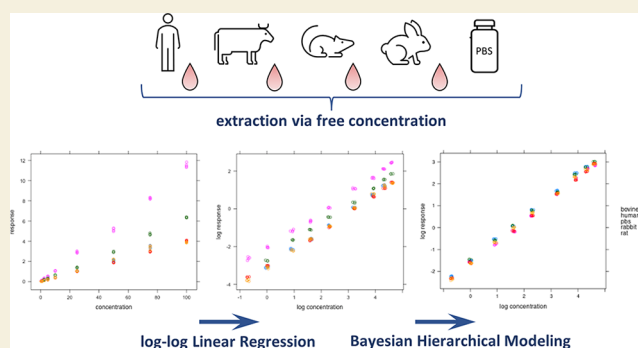 PBS
extraction via free concentration
12
10
8
6
4
2
0
response
0 20 40 60 80 100
concentration
2
0
-2
-4
log response
-1 0 1 2 3 4
log concentration
3
2
1
0
-1
-2
log response
0 1 2 3 4
log concentration
bovine
human
pbs
rabbit
rat
log-log Linear Regression
Bayesian Hierarchical Modeling